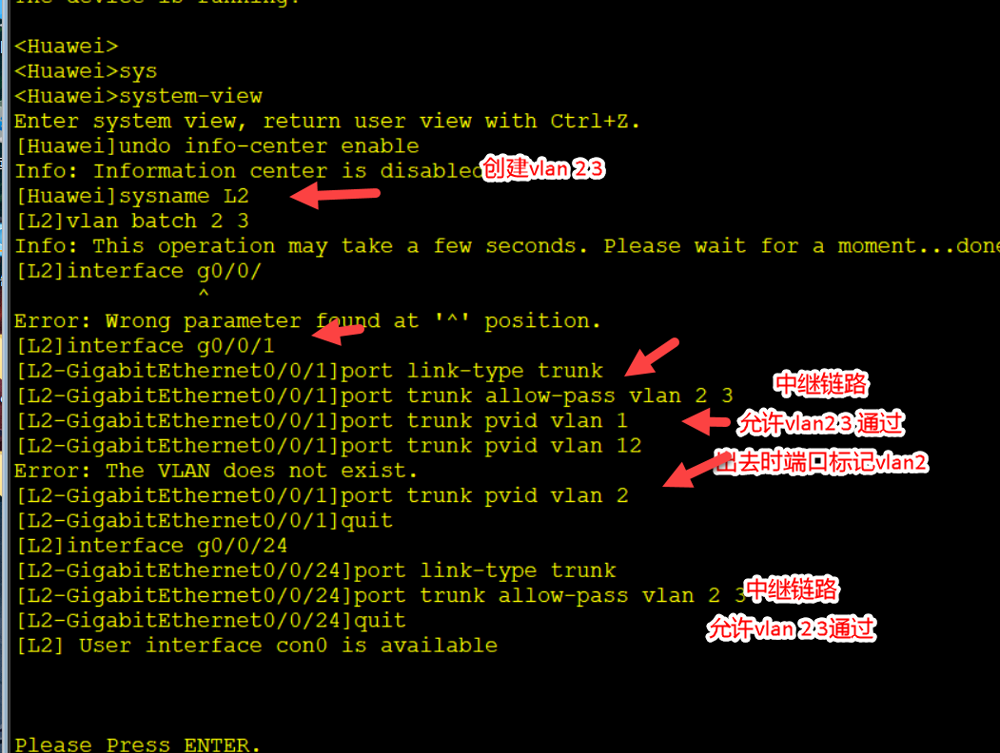 The device is running!
<Huawei>
<Huawei>sys
<Huawei>system-view
Enter system view, return user view with Ctrl+Z.
[Huawei]undo info-center enable
Info: Information center is disabled
创建vlan 2 3
[Huawei]sysname L2
[L2]vlan batch 2 3
Info: This operation may take a few seconds. Please wait for a moment...done
[L2]interface g0/0/
^
Error: Wrong parameter found at '^' position.
[L2]interface g0/0/1
[L2-GigabitEthernet0/0/1]port link-type trunk
中继链路
[L2-GigabitEthernet0/0/1]port trunk allow-pass vlan 2 3
[L2-GigabitEthernet0/0/1]port trunk pvid vlan 1
允许vlan2 3 通过
[L2-GigabitEthernet0/0/1]port trunk pvid vlan 12
Error: The VLAN does not exist.
出去时端口标记vlan2
[L2-GigabitEthernet0/0/1]port trunk pvid vlan 2
[L2-GigabitEthernet0/0/1]quit
[L2]interface g0/0/24
[L2-GigabitEthernet0/0/24]port link-type trunk
[L2-GigabitEthernet0/0/24]port trunk allow-pass vlan 2 3
中继链路
[L2-GigabitEthernet0/0/24]quit
允许vlan 2 3通过
[L2] User interface con0 is available
Please Press ENTER.